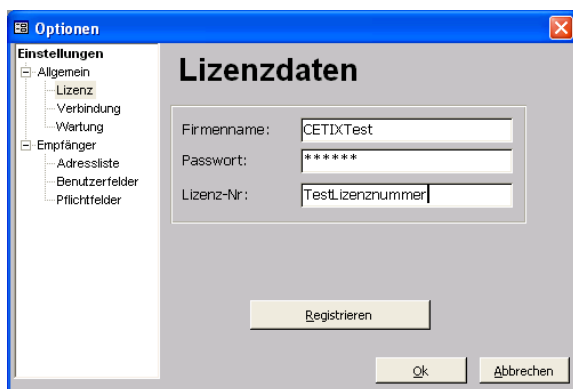 Optionen
Einstellungen
Allgemein
Lizenz
Verbindung
Wartung
Empfänger
Adressliste
Benutzerfelder
Pflichtfelder
Lizenzdaten
Firmenname: CETIXTest
Passwort: ******
Lizenz-Nr: TestLizenznummer
Registrieren
Ok Abbrechen